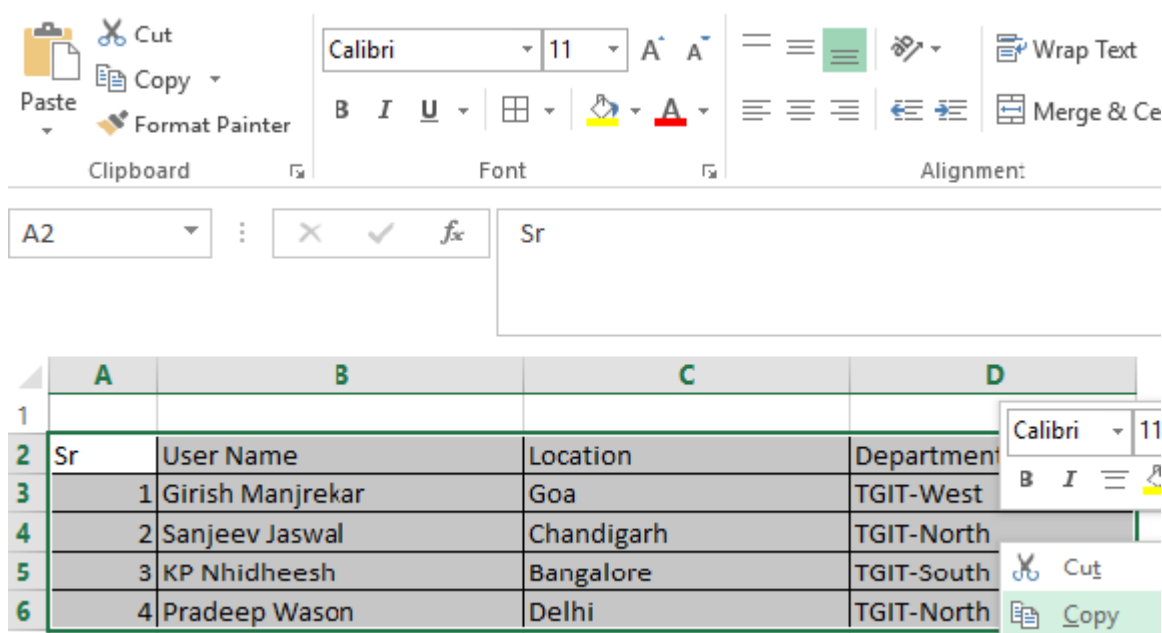 Cut
Copy
Paste
Format Painter
Clipboard
Calibri 11 A A
B I U A
Font
Wrap Text
Merge & Ce
Alignment
A2 fx Sr
A B C D
1
2 Sr User Name Location Department
3 1 Girish Manjrekar Goa TGIT-West
4 2 Sanjeev Jaswal Chandigarh TGIT-North
5 3 KP Nhidheesh Bangalore TGIT-South
6 4 Pradeep Wason Delhi TGIT-North
Calibri 11
B I
Cut
Copy